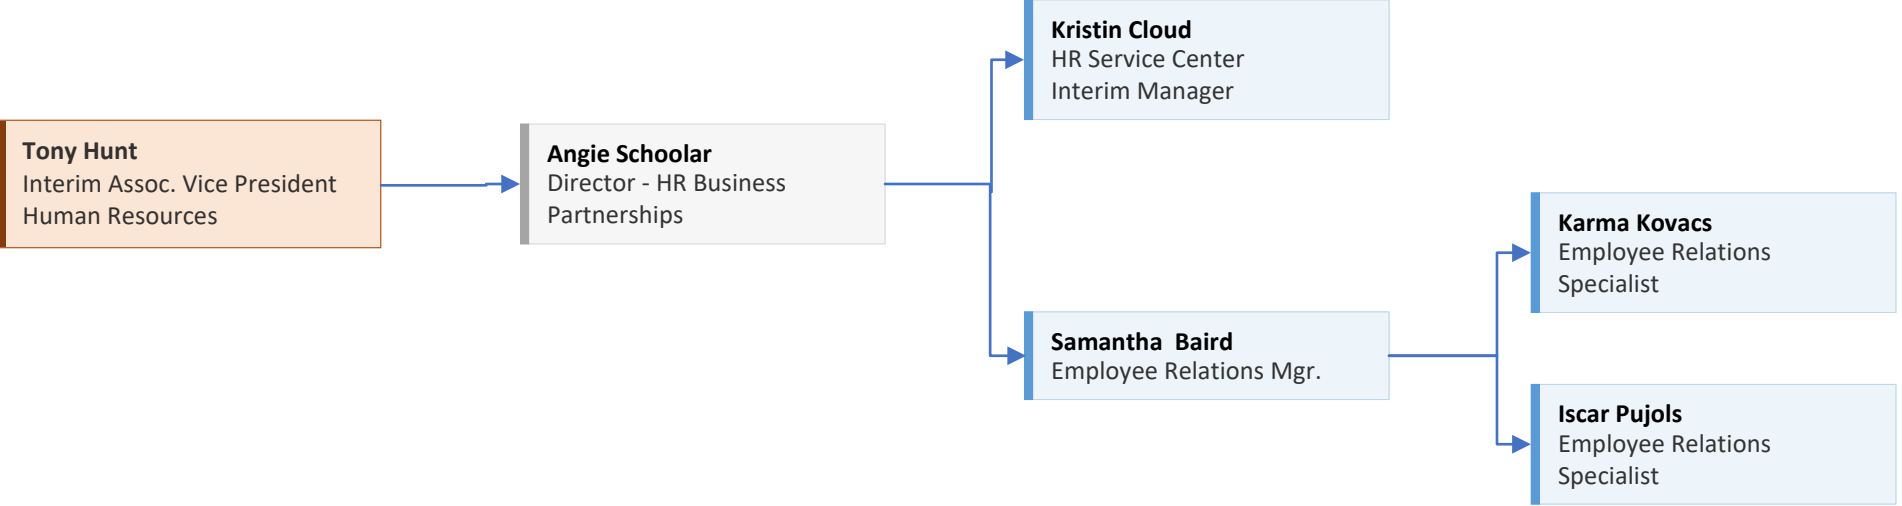 Kristin Cloud
HR Service Center
Interim Manager
Tony Hunt
Interim Assoc. Vice President
Human Resources
Angie Schoolar
Director - HR Business
Partnerships
Karma Kovacs
Employee Relations
Specialist
Samantha  Baird
Employee Relations Mgr.
Iscar Pujols
Employee Relations
Specialist